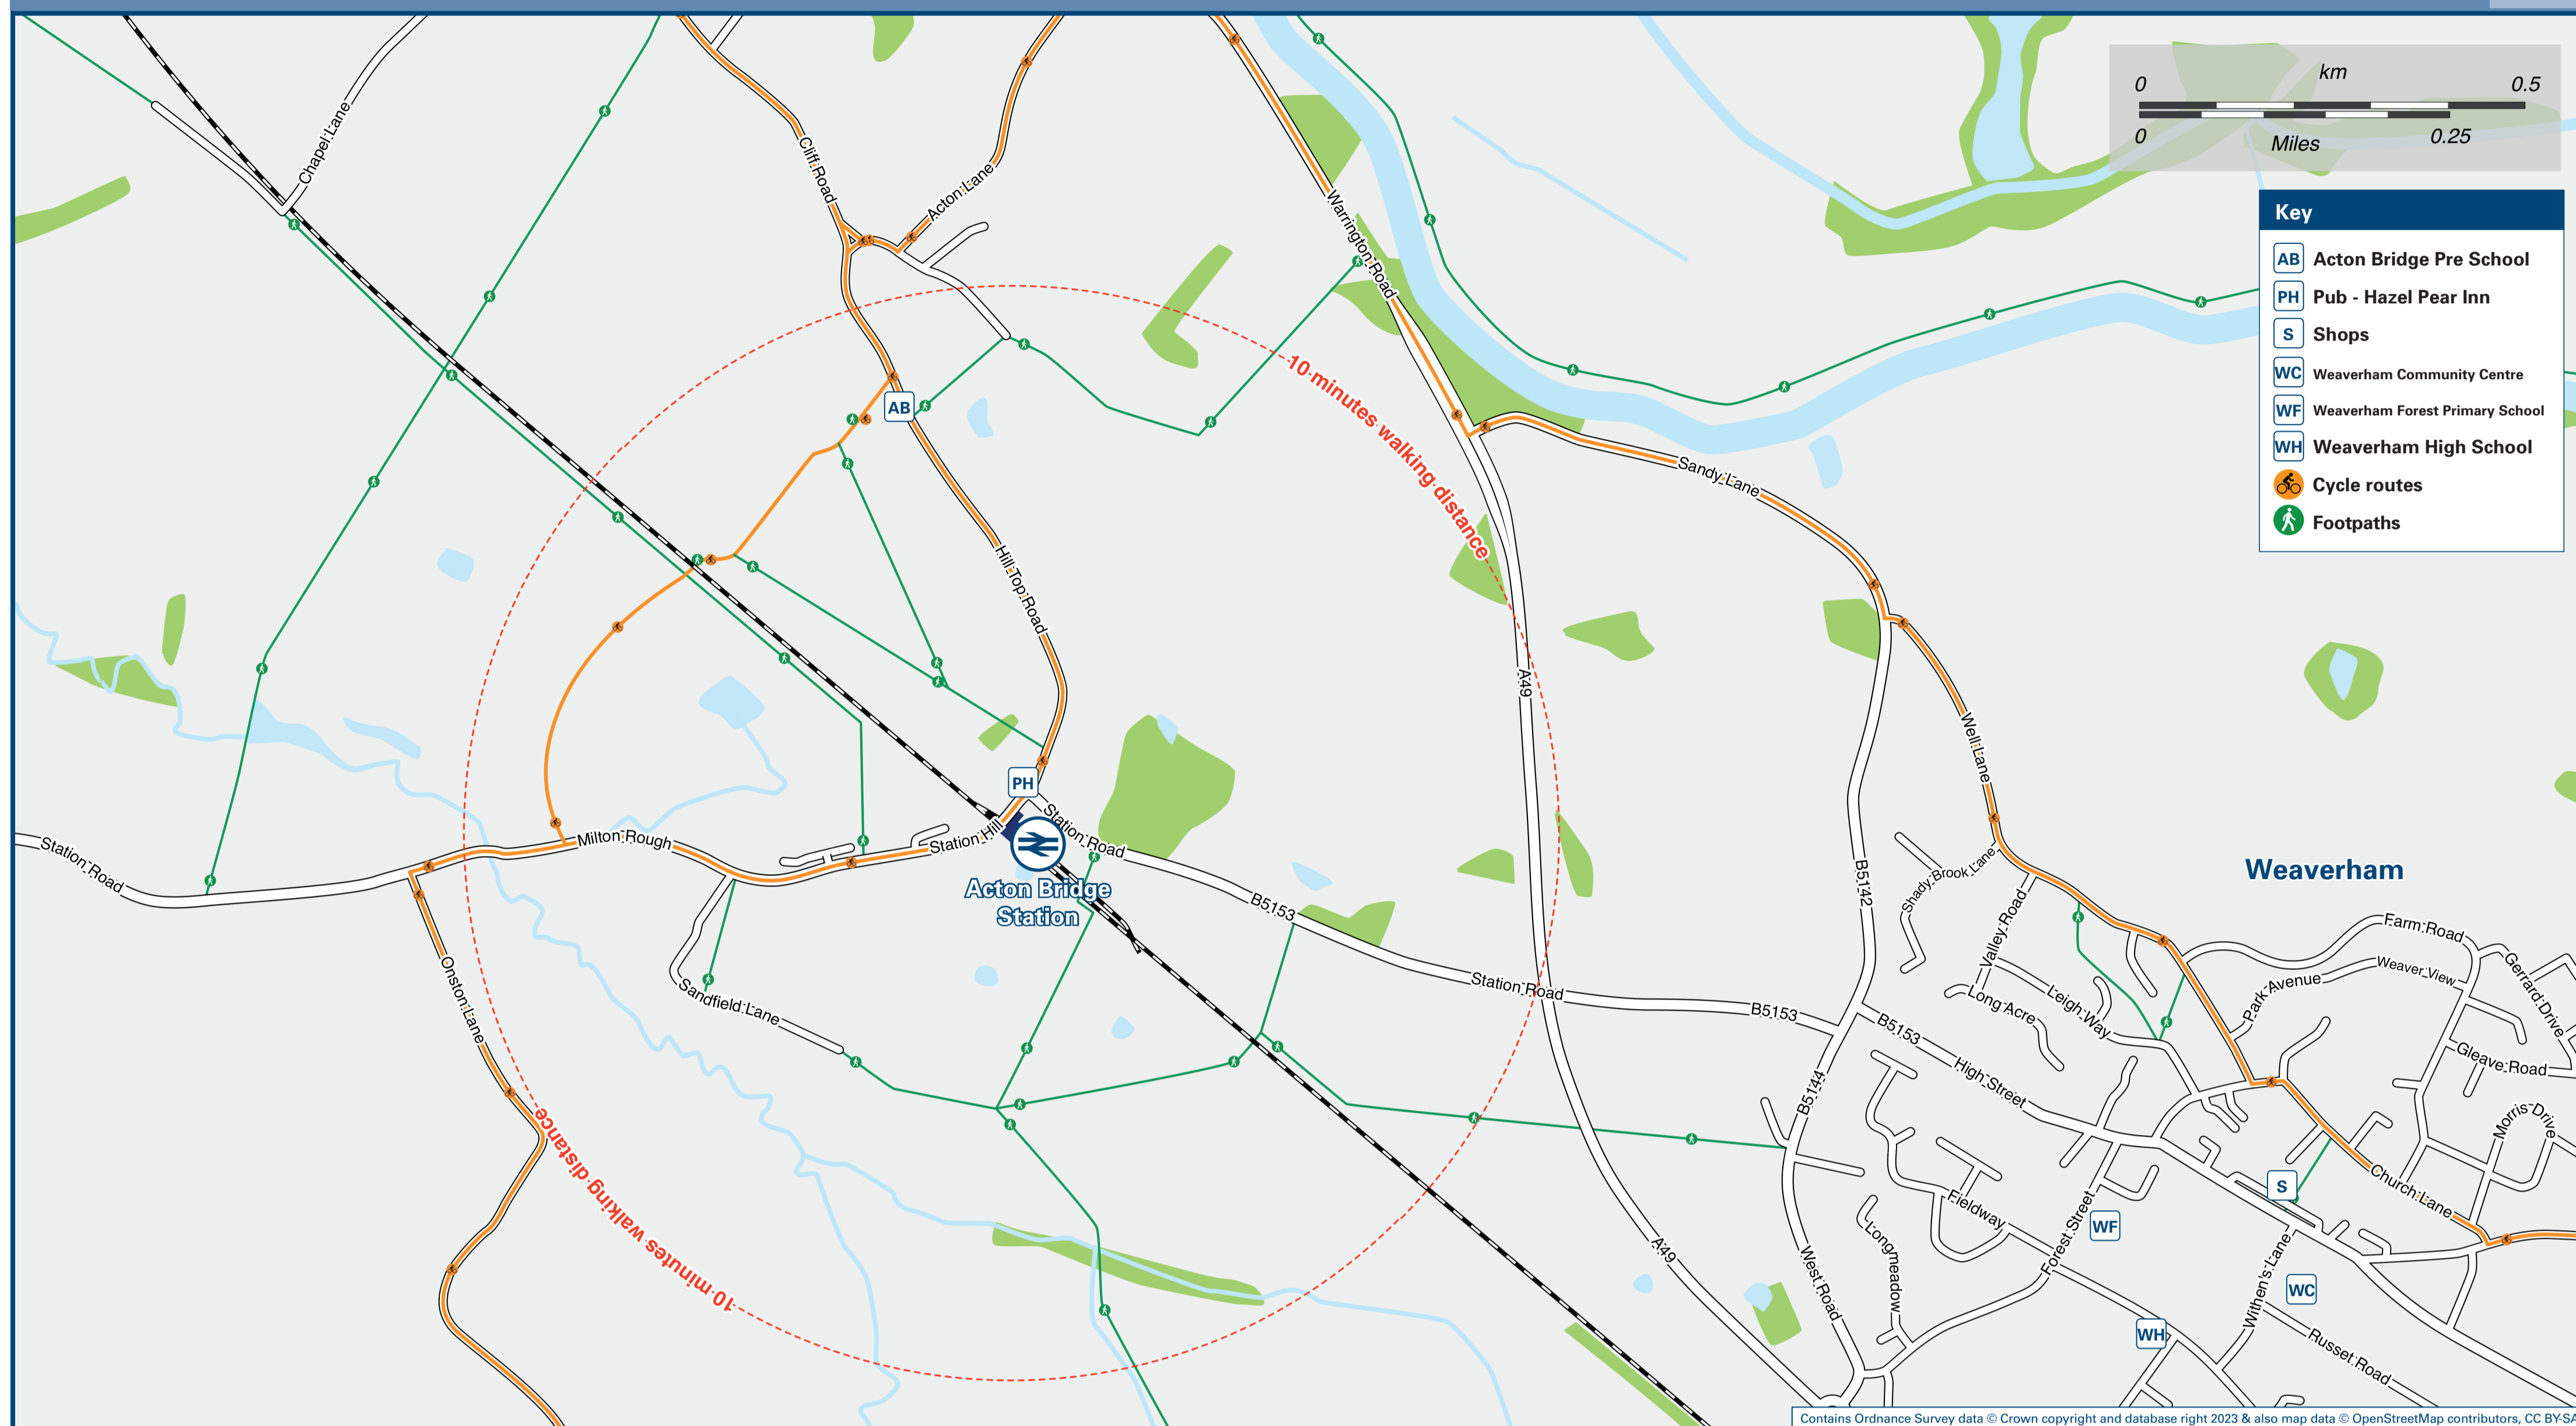 km
0
0.5
0
0.25
Miles
Key
AB Acton Bridge Pre School
PH Pub - Hazel Pear Inn
S Shops
WC Weaverham Community Centre
WF Weaverham Forest Primary School
WH Weaverham High School
Cycle routes
Footpaths
Chapel Lane
Cliff Road
Acton Lane
Warrington Road
10 minutes walking distance
AB
Sandy Lane
Hill Top Road
A49
Well Lane
PH
Station Road
Milton Rough
Station Hill
Station Road
Acton Bridge
Station
B5153
Station Road
B5153
B5142
Shady Brook Lane
Valley Road
Weaverham
Farm Road
Weaver View
Gerrard Drive
Park Avenue
Leigh Way
Long Acre
B5153
High Street
Gleave Road
Morris Drive
B5144
Onston Lane
Sandfield Lane
10 minutes walking distance
A49
West Road
Longmeadow
Fieldway
Forest Street
S
WF
Church Lane
Withen's Lane
WC
WH
Russet Road
Contains Ordnance Survey data © Crown copyright and database right 2023 & also map data © OpenStreetMap contributors, CC BY-S